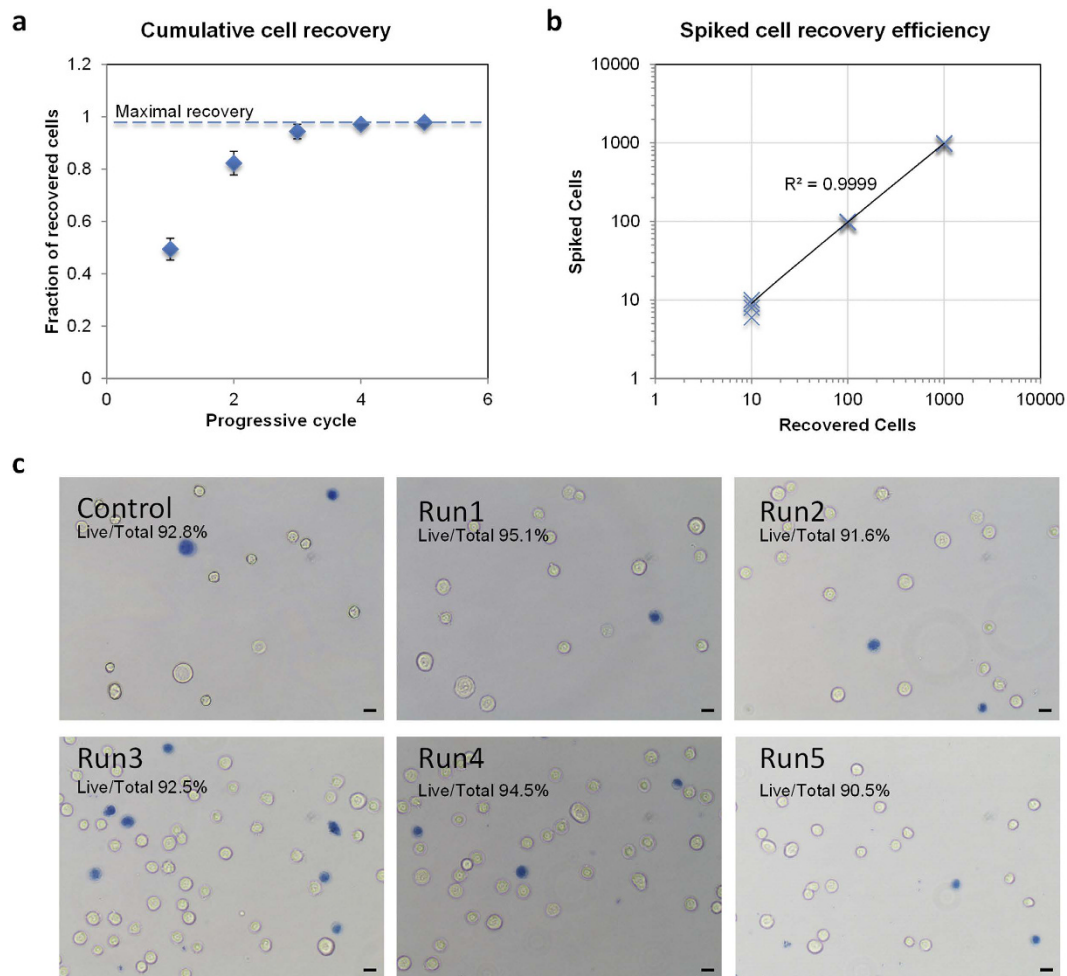 a
Cumulative cell recovery
1.2
1
0.8
0.6
0.4
0.2
0
Maximal recovery
Fraction of recovered cells
0 2 4 6
Progressive cycle
b
Spiked cell recovery efficiency
10000
1000
100
10
1
R² = 0.9999
Spiked Cells
1 10 100 1000 10000
Recovered Cells
c
Control
Live/Total 92.8%
Run1
Live/Total 95.1%
Run2
Live/Total 91.6%
Run3
Live/Total 92.5%
Run4
Live/Total 94.5%
Run5
Live/Total 90.5%